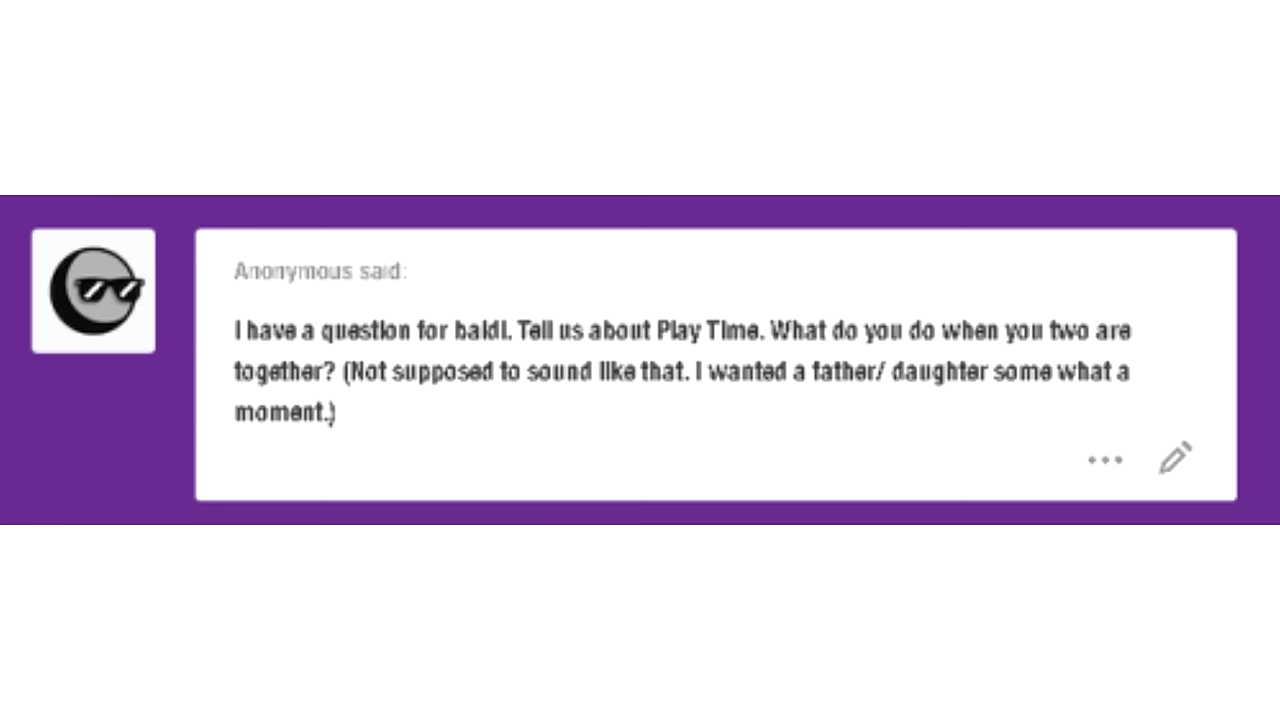 Anonymous said:
I have a question for baldi. Tell us about Play Time. What do you do when you two are
together? (Not supposed to sound like that. I wanted a father/ daughter some what a
moment.)